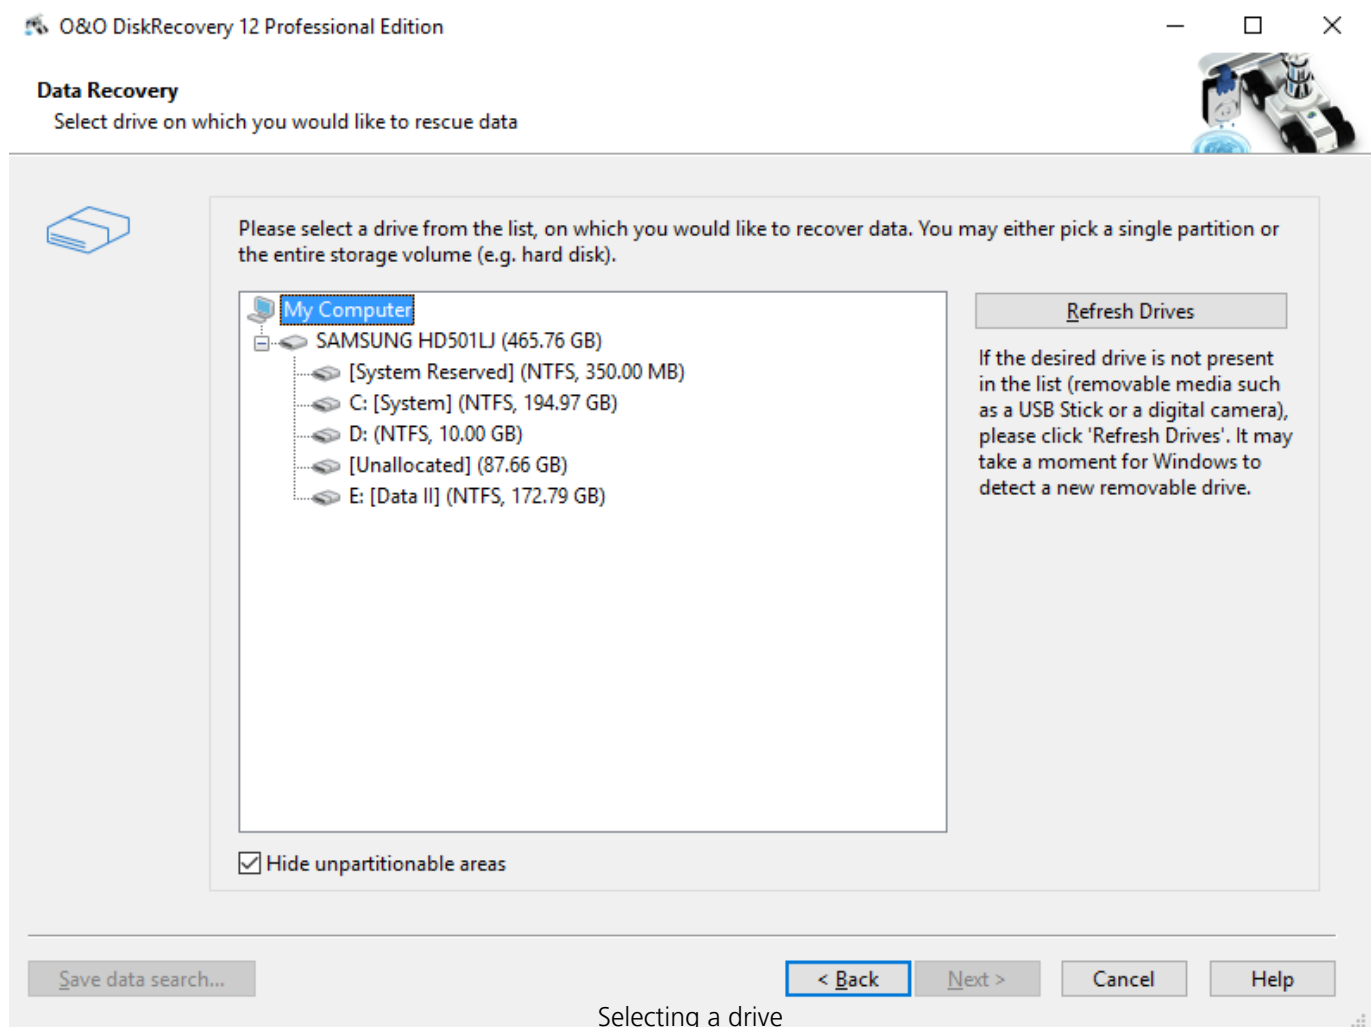 O&O DiskRecovery 12 Professional Edition
Data Recovery
Select drive on which you would like to rescue data
Please select a drive from the list, on which you would like to recover data. You may either pick a single partition or
the entire storage volume (e.g. hard disk).
My Computer
SAMSUNG HD501LJ (465.76 GB)
[System Reserved] (NTFS, 350.00 MB)
C: [System] (NTFS, 194.97 GB)
D: (NTFS, 10.00 GB)
[Unallocated] (87.66 GB)
E: [Data II] (NTFS, 172.79 GB)
Refresh Drives
If the desired drive is not present
in the list (removable media such
as a USB Stick or a digital camera),
please click 'Refresh Drives'. It may
take a moment for Windows to
detect a new removable drive.
Hide unpartitionable areas
Save data search...
< Back
Next >
Cancel
Help
Selecting a drive